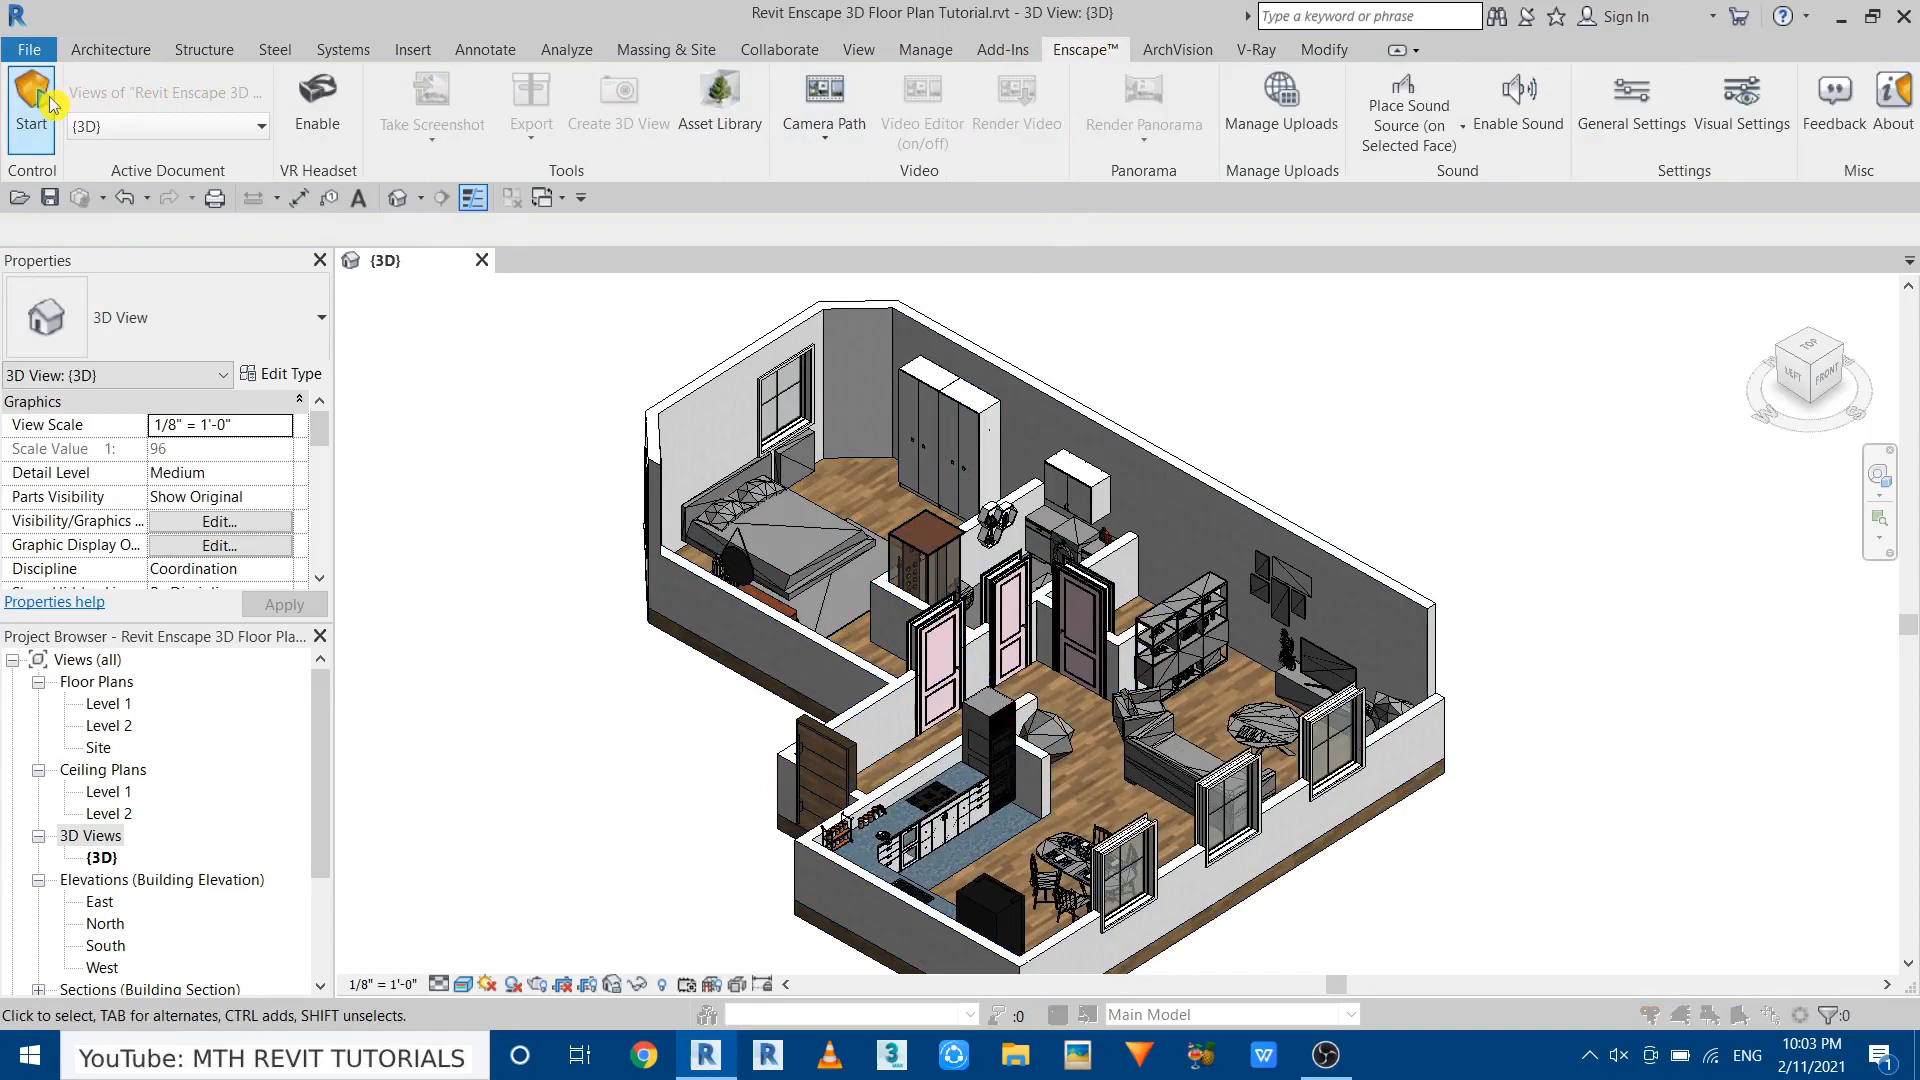 Revit Enscape 3D Floor Plan Tutorial.rvt - 3D View: {3D}
Type a keyword or phrase
Sign In
File Architecture Structure Steel Systems Insert Annotate Analyze Massing & Site Collaborate View Manage Add-Ins Enscape™ ArchVision V-Ray Modify
Start
Views of "Revit Enscape 3D ...
{3D}
Enable
Take Screenshot
Export
Create 3D View
Asset Library
Camera Path
Video Editor
(on/off)
Render Video
Render Panorama
Manage Uploads
Place Sound
Source (on
Selected Face)
Enable Sound
General Settings
Visual Settings
Feedback
About
Control
Active Document
VR Headset
Tools
Video
Panorama
Manage Uploads
Sound
Settings
Misc
Properties
{3D}
3D View
3D View: {3D}
Edit Type
Graphics
View Scale 1/8" = 1'-0"
Scale Value 1: 96
Detail Level Medium
Parts Visibility Show Original
Visibility/Graphics ... Edit...
Graphic Display O... Edit...
Discipline Coordination
Properties help
Apply
Project Browser - Revit Enscape 3D Floor Pla...
Views (all)
Floor Plans
Level 1
Level 2
Site
Ceiling Plans
Level 1
Level 2
3D Views
{3D}
Elevations (Building Elevation)
East
North
South
West
Sections (Building Section)
TOP
LEFT
FRONT
W
S
1/8" = 1'-0"
Click to select, TAB for alternates, CTRL adds, SHIFT unselects.
:0
Main Model
:0
YouTube: MTH REVIT TUTORIALS
ENG
10:03 PM
2/11/2021
1